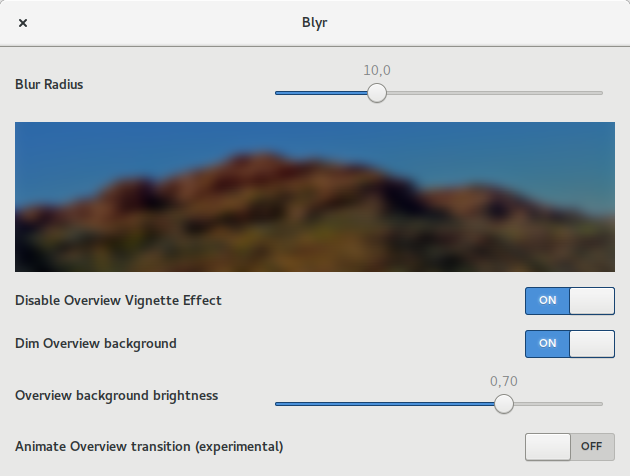 Blyr
10,0
Blur Radius
Disable Overview Vignette Effect ON
Dim Overview background ON
0,70
Overview background brightness
Animate Overview transition (experimental) OFF